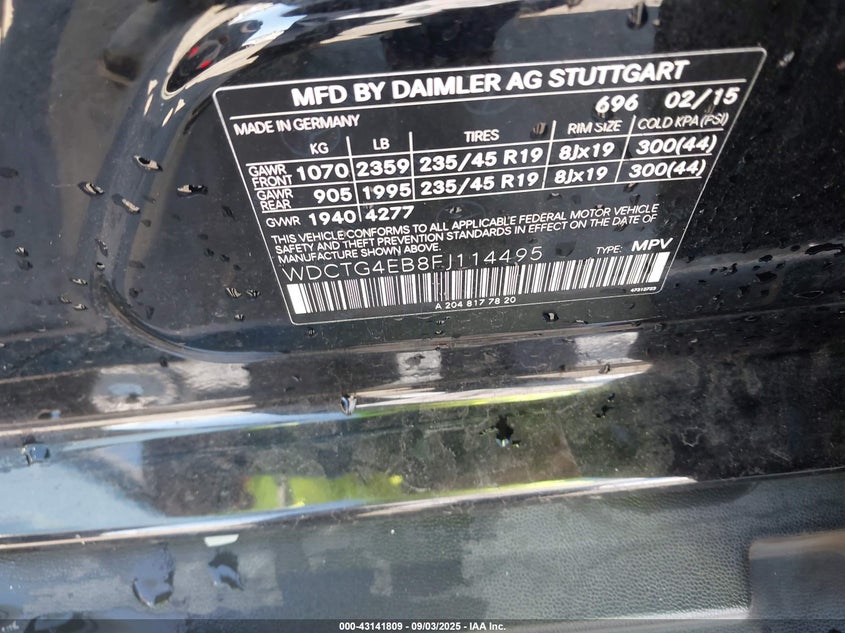 MFD BY DAIMLER AG STUTTGART
696 02/15
MADE IN GERMANY
KG LB TIRES RIM SIZE COLD KPA (PSI)
GAWR FRONT 1070 2359 235/45 R19 8Jx19 300(44)
GAWR REAR 905 1995 235/45 R19 8Jx19 300(44)
GVWR 1940 4277
THIS VEHICLE CONFORMS TO ALL APPLICABLE FEDERAL MOTOR VEHICLE
SAFETY AND THEFT PREVENTION STANDARDS IN EFFECT ON THE DATE OF
MANUFACTURE SHOWN ABOVE.
WDCTG4EB8FJ114495 TYPE: MPV
A 204 817 78 20
000-43141809 - 09/03/2025 - IAA Inc.